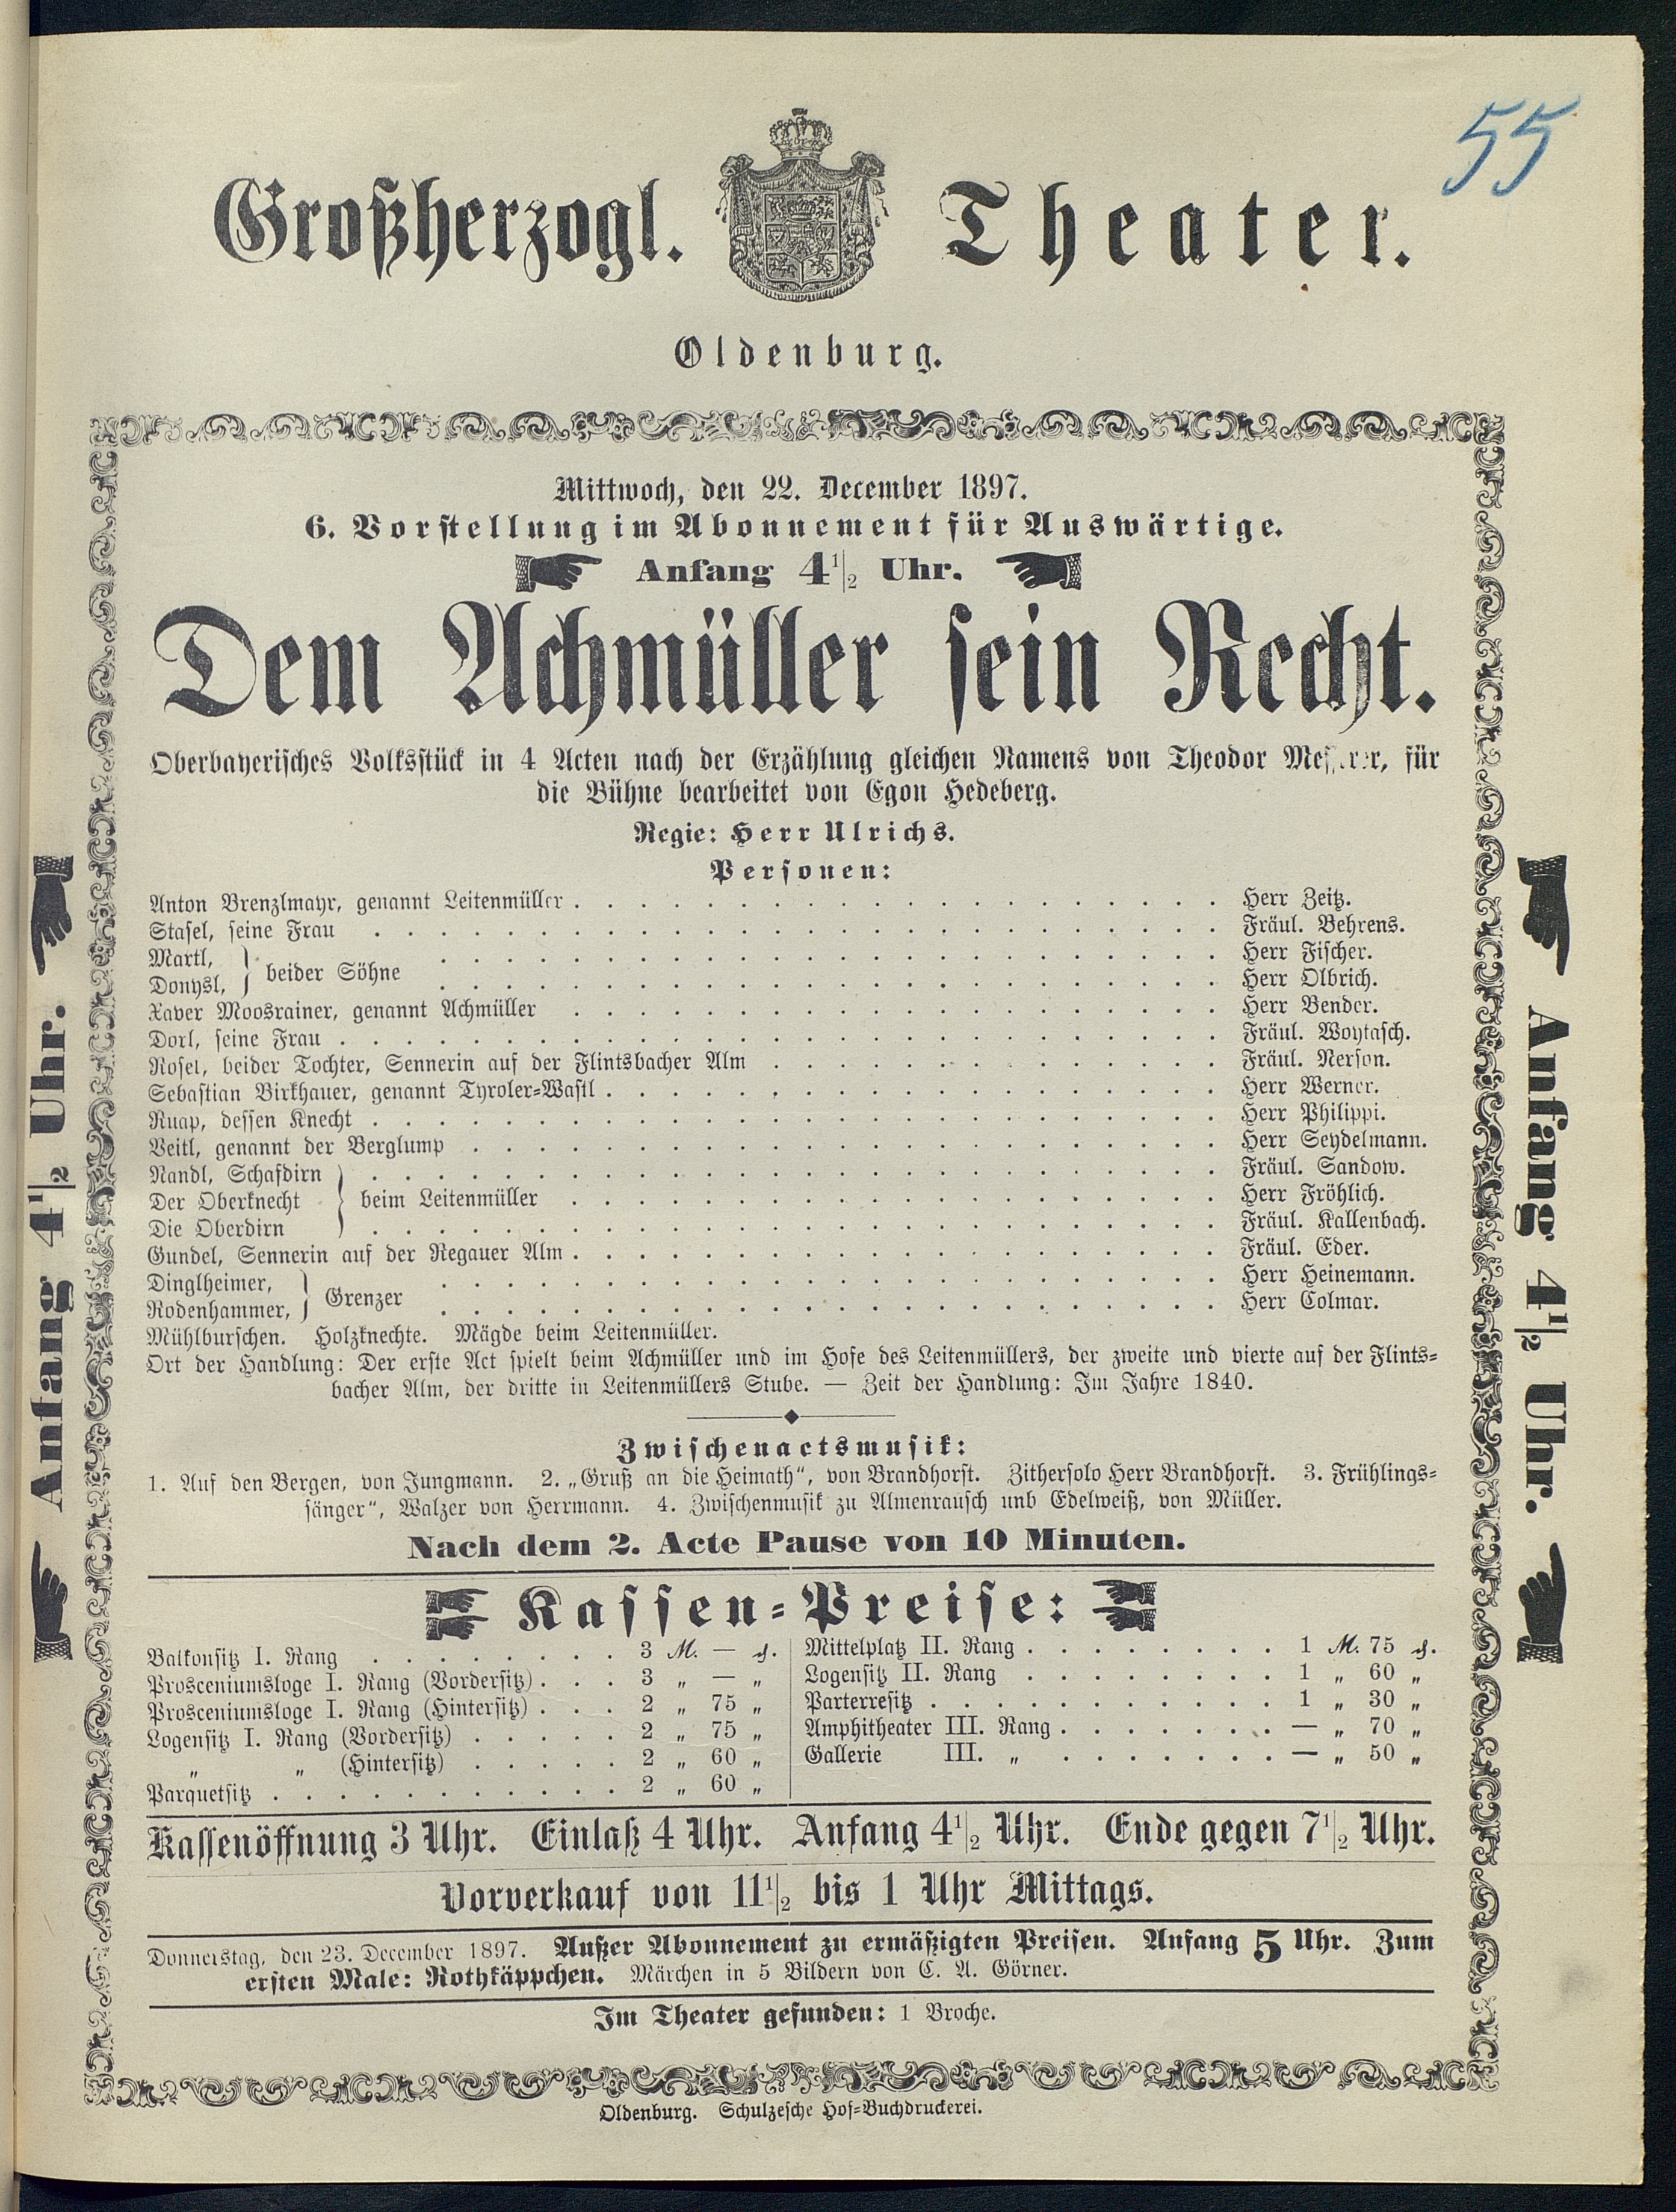 55
Großherzogl. Theater.
Oldenburg.
Mittwoch, den 22. December 1897.
6. Vorstellung im Abonnement für Auswärtige.
Anfang 4 1/2 Uhr.
Dem Achmüller sein Recht.
Oberbayerisches Volksstück in 4 Acten nach der Erzählung gleichen Namens von Theodor für
die Bühne bearbeitet von Egon Hedeberg.
Regie: Herr Ulrichs.
Personen:
Anton Brenzlmayr, genannt Leitenmüller . . . Herr Zeitz.
Stasel, seine Frau . . . Fräul. Behrens.
Martl, } beider Söhne . . . Herr Fischer.
Donysl, } . . . Herr Olbrich.
Xaver Moosrainer, genannt Achmüller . . . Herr Bender.
Dorl, seine Frau . . . Fräul. Woytasch.
Rosel, beider Tochter, Sennerin auf der Flintsbacher Alm . . . Fräul. Nerson.
Sebastian Birkhauer, genannt Tyroler=Wastl . . . Herr Werner.
Ruap, dessen Knecht . . . Herr Philippi.
Veitl, genannt der Berglump . . . Herr Seydelmann.
Nandl, Schafdirn } . . . Fräul. Sandow.
Der Oberknecht } beim Leitenmüller . . . Herr Fröhlich.
Die Oberdirn } . . . Fräul. Kallenbach.
Gundel, Sennerin auf der Regauer Alm . . . Fräul. Eder.
Dinglheimer, } Grenzer . . . Herr Heinemann.
Rodenhammer, } . . . Herr Colmar.
Mühlburschen. Holzknechte. Mägde beim Leitenmüller.
Ort der Handlung: Der erste Act spielt beim Achmüller und im Hofe des Leitenmüllers, der zweite und vierte auf der Flints=
bacher Alm, der dritte in Leitenmüllers Stube. — Zeit der Handlung: Im Jahre 1840.
Zwischenactsmusik:
1. Auf den Bergen, von Jungmann. 2. „Gruß an die Heimath“, von Brandhorst. Zithersolo Herr Brandhorst. 3. Frühlings=
sänger“, Walzer von Herrmann. 4. Zwischenmusik zu Almenrausch unb Edelweiß, von Müller.
Nach dem 2. Acte Pause von 10 Minuten.
Kassen=Preise:
Balkonsitz I. Rang . . . 3 M. — ₰.
Prosceniumsloge I. Rang (Vordersitz) . . . 3 „ — „
Prosceniumsloge I. Rang (Hintersitz) . . . 2 „ 75 „
Logensitz I. Rang (Vordersitz) . . . 2 „ 75 „
„ „ (Hintersitz) . . . 2 „ 60 „
Parquetsitz . . . 2 „ 60 „
Mittelplatz II. Rang . . . 1 M. 75 ₰.
Logensitz II. Rang . . . 1 „ 60 „
Parterresitz . . . 1 „ 30 „
Amphitheater III. Rang . . . — „ 70 „
Gallerie III. „ . . . — „ 50 „
Kassenöffnung 3 Uhr. Einlaß 4 Uhr. Anfang 4 1/2 Uhr. Ende gegen 7 1/2 Uhr.
Vorverkauf von 11 1/2 bis 1 Uhr Mittags.
Donnerstag, den 23. December 1897. Außer Abonnement zu ermäßigten Preisen. Anfang 5 Uhr. Zum
ersten Male: Rothkäppchen. Märchen in 5 Bildern von C. A. Görner.
Im Theater gefunden: 1 Broche.
Oldenburg. Schulzesche Hof=Buchdruckerei.
Anfang 4 1/2 Uhr.
Anfang 4 1/2 Uhr.